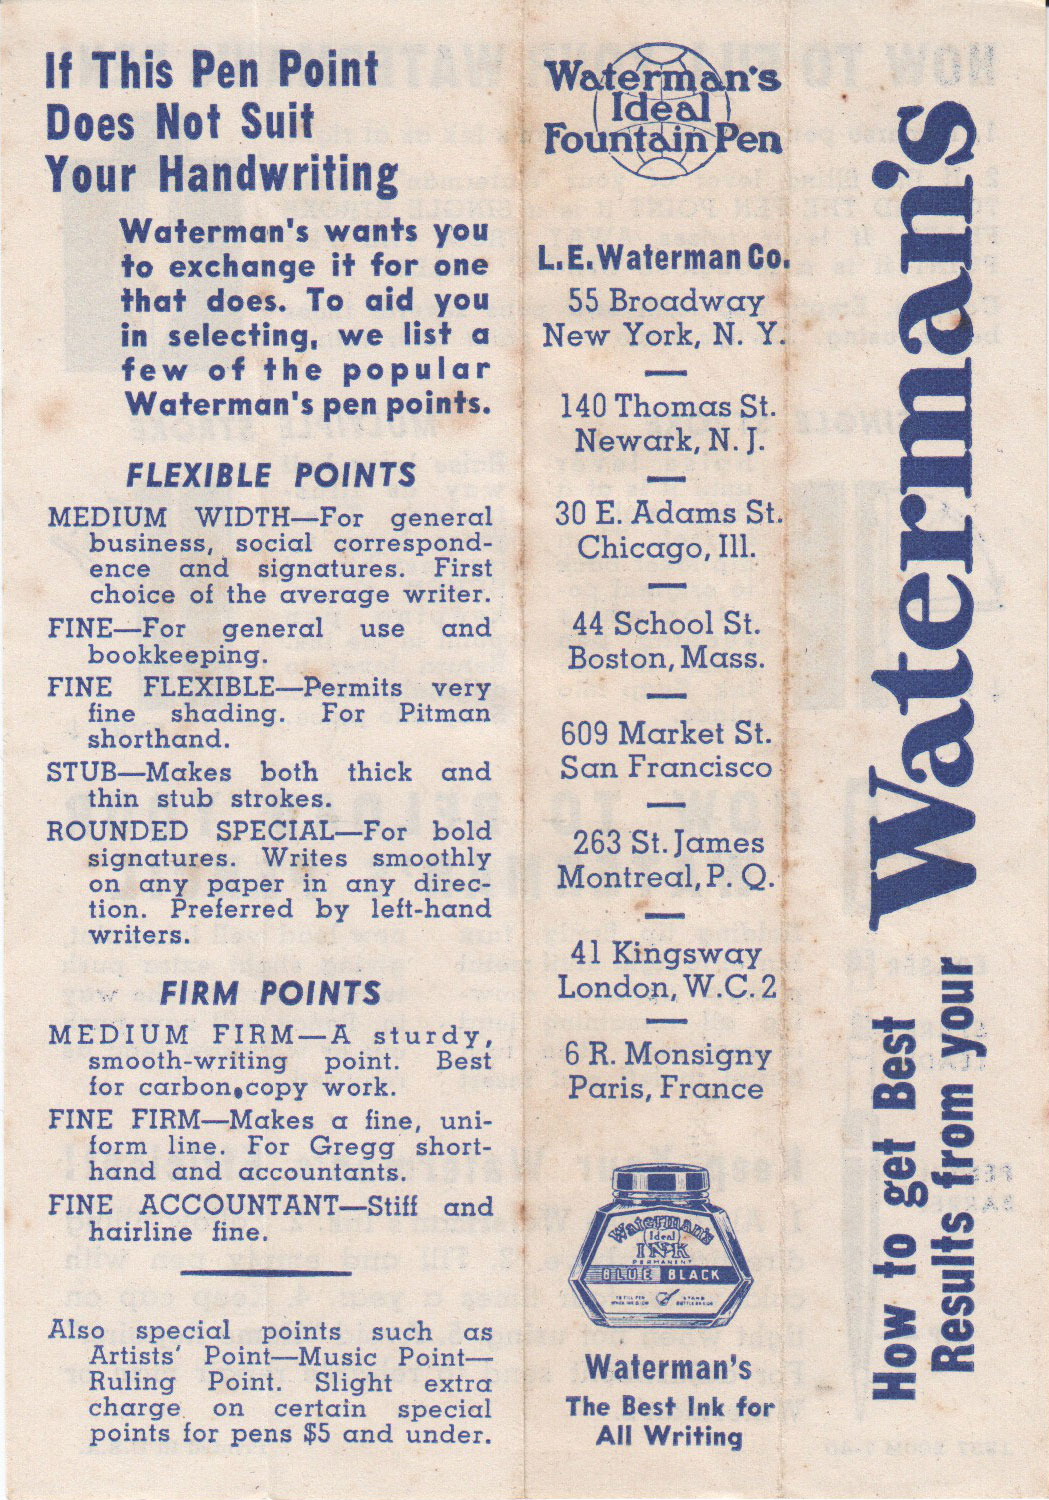 If This Pen Point
Does Not Suit
Your Handwriting
Waterman's wants you
to exchange it for one
that does. To aid you
in selecting, we list a
few of the popular
Waterman's pen points.
FLEXIBLE POINTS
MEDIUM WIDTH—For general
business, social correspond-
ence and signatures. First
choice of the average writer.
FINE—For general use and
bookkeeping.
FINE FLEXIBLE—Permits very
fine shading. For Pitman
shorthand.
STUB—Makes both thick and
thin stub strokes.
ROUNDED SPECIAL—For bold
signatures. Writes smoothly
on any paper in any direc-
tion. Preferred by left-hand
writers.
FIRM POINTS
MEDIUM FIRM—A sturdy,
smooth-writing point. Best
for carbon copy work.
FINE FIRM—Makes a fine, uni-
form line. For Gregg short-
hand and accountants.
FINE ACCOUNTANT—Stiff and
hairline fine.
Also special points such as
Artists' Point—Music Point—
Ruling Point. Slight extra
charge on certain special
points for pens $5 and under.
Waterman's
Ideal
Fountain Pen
L.E. Waterman Co.
55 Broadway
New York, N. Y.
140 Thomas St.
Newark, N. J.
30 E. Adams St.
Chicago, Ill.
44 School St.
Boston, Mass.
609 Market St.
San Francisco
263 St. James
Montreal, P. Q.
41 Kingsway
London, W.C.2
6 R. Monsigny
Paris, France
Waterman's
Ideal
INK
PERMANENT
BLUE BLACK
Waterman's
The Best Ink for
All Writing
How to get Best
Results from your
Waterman's